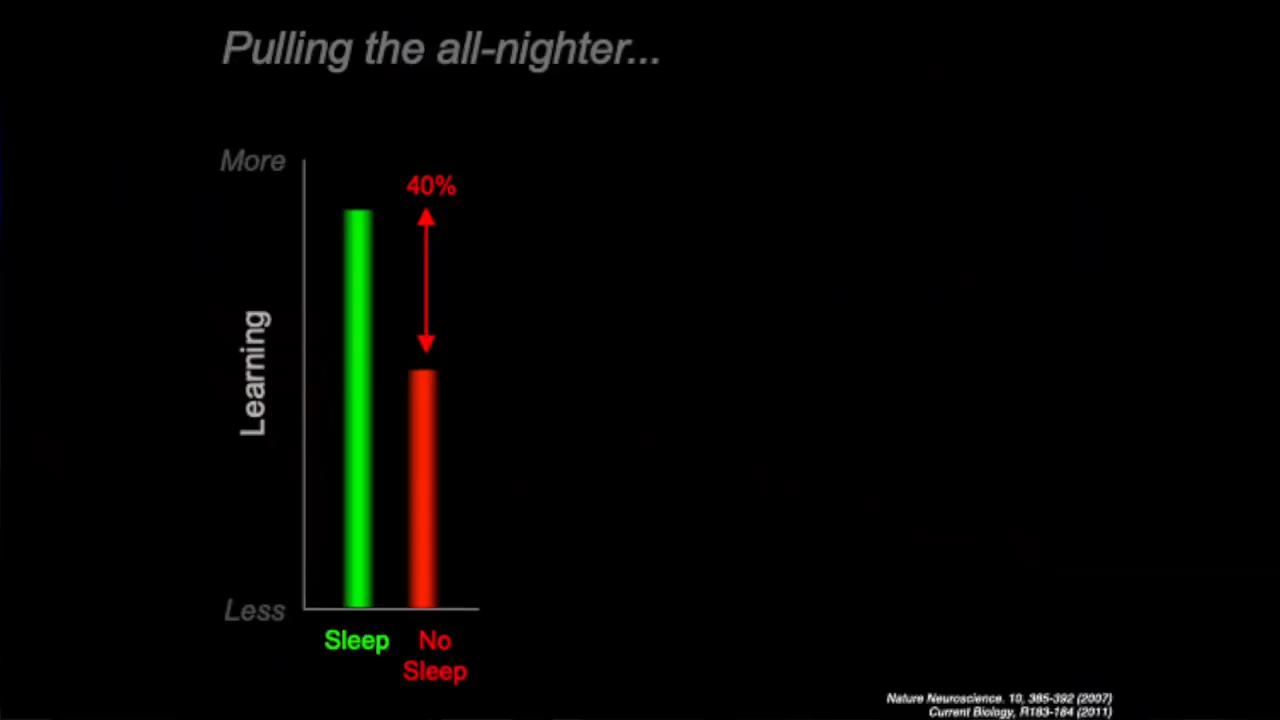 Pulling the all-nighter...
More
40%
Learning
Less
Sleep
No
Sleep
Nature Neuroscience. 10, 385-392 (2007)
Current Biology, R183-184 (2011)